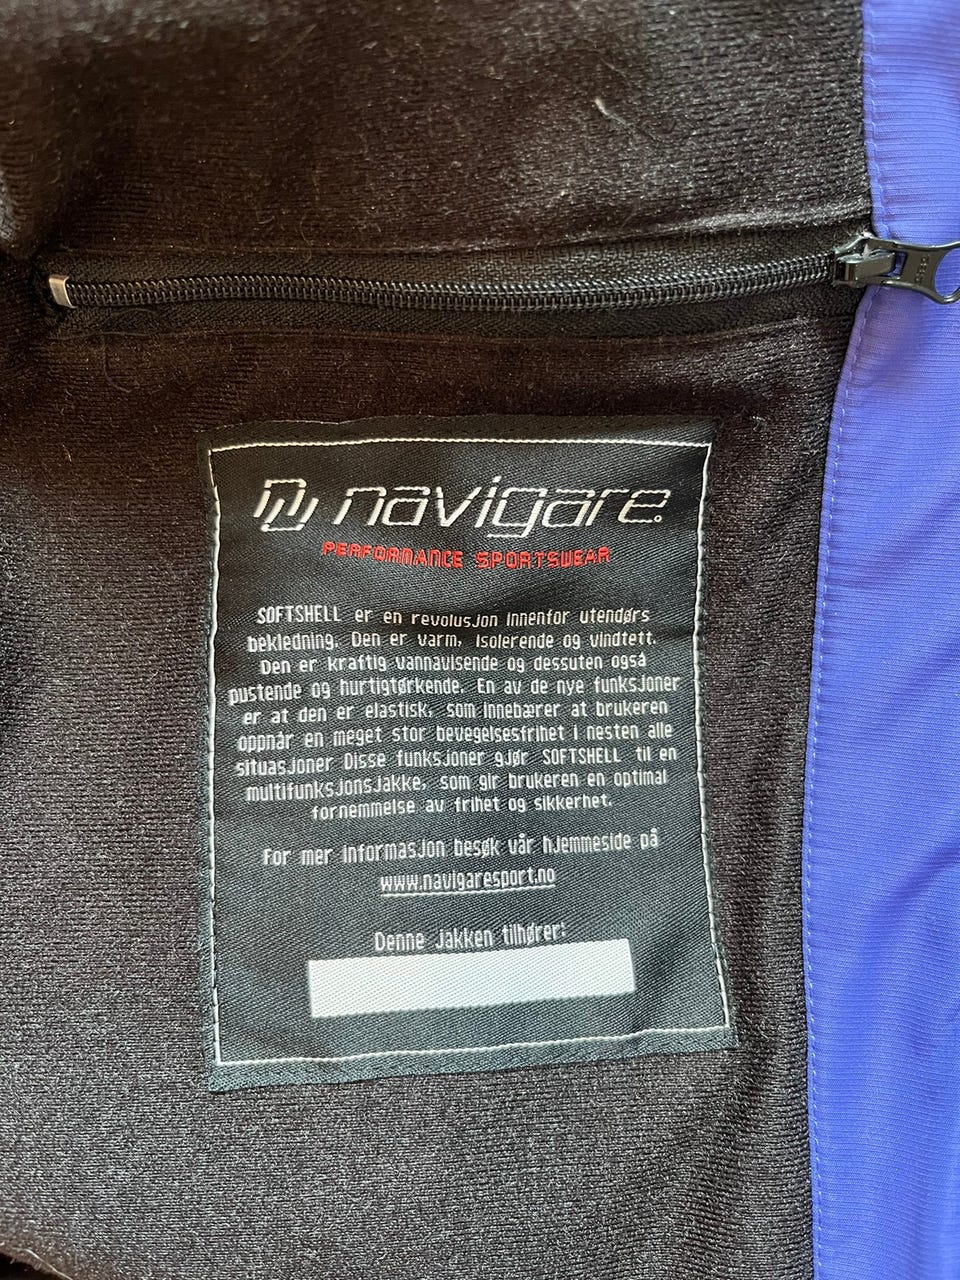 navigare
PERFORMANCE SPORTSWEAR
SOFTSHELL er en revolusjon innenfor utendørs
bekledning. Den er varm, isolerende og vindtett.
Den er kraftig vannavisende og dessuten også
pustende og hurtigtørkende. En av de nye funksjoner
er at den er elastisk, som innebærer at brukeren
oppnår en meget stor bevegelsesfrihet i nesten alle
situasjoner Disse funksjoner gjør SOFTSHELL til en
multifunksjonsjakke, som gir brukeren en optimal
fornemmelse av frihet og sikkerhet.
For mer informasjon besøk vår hjemmeside på
www.navigaresport.no
Denne jakken tilhører: